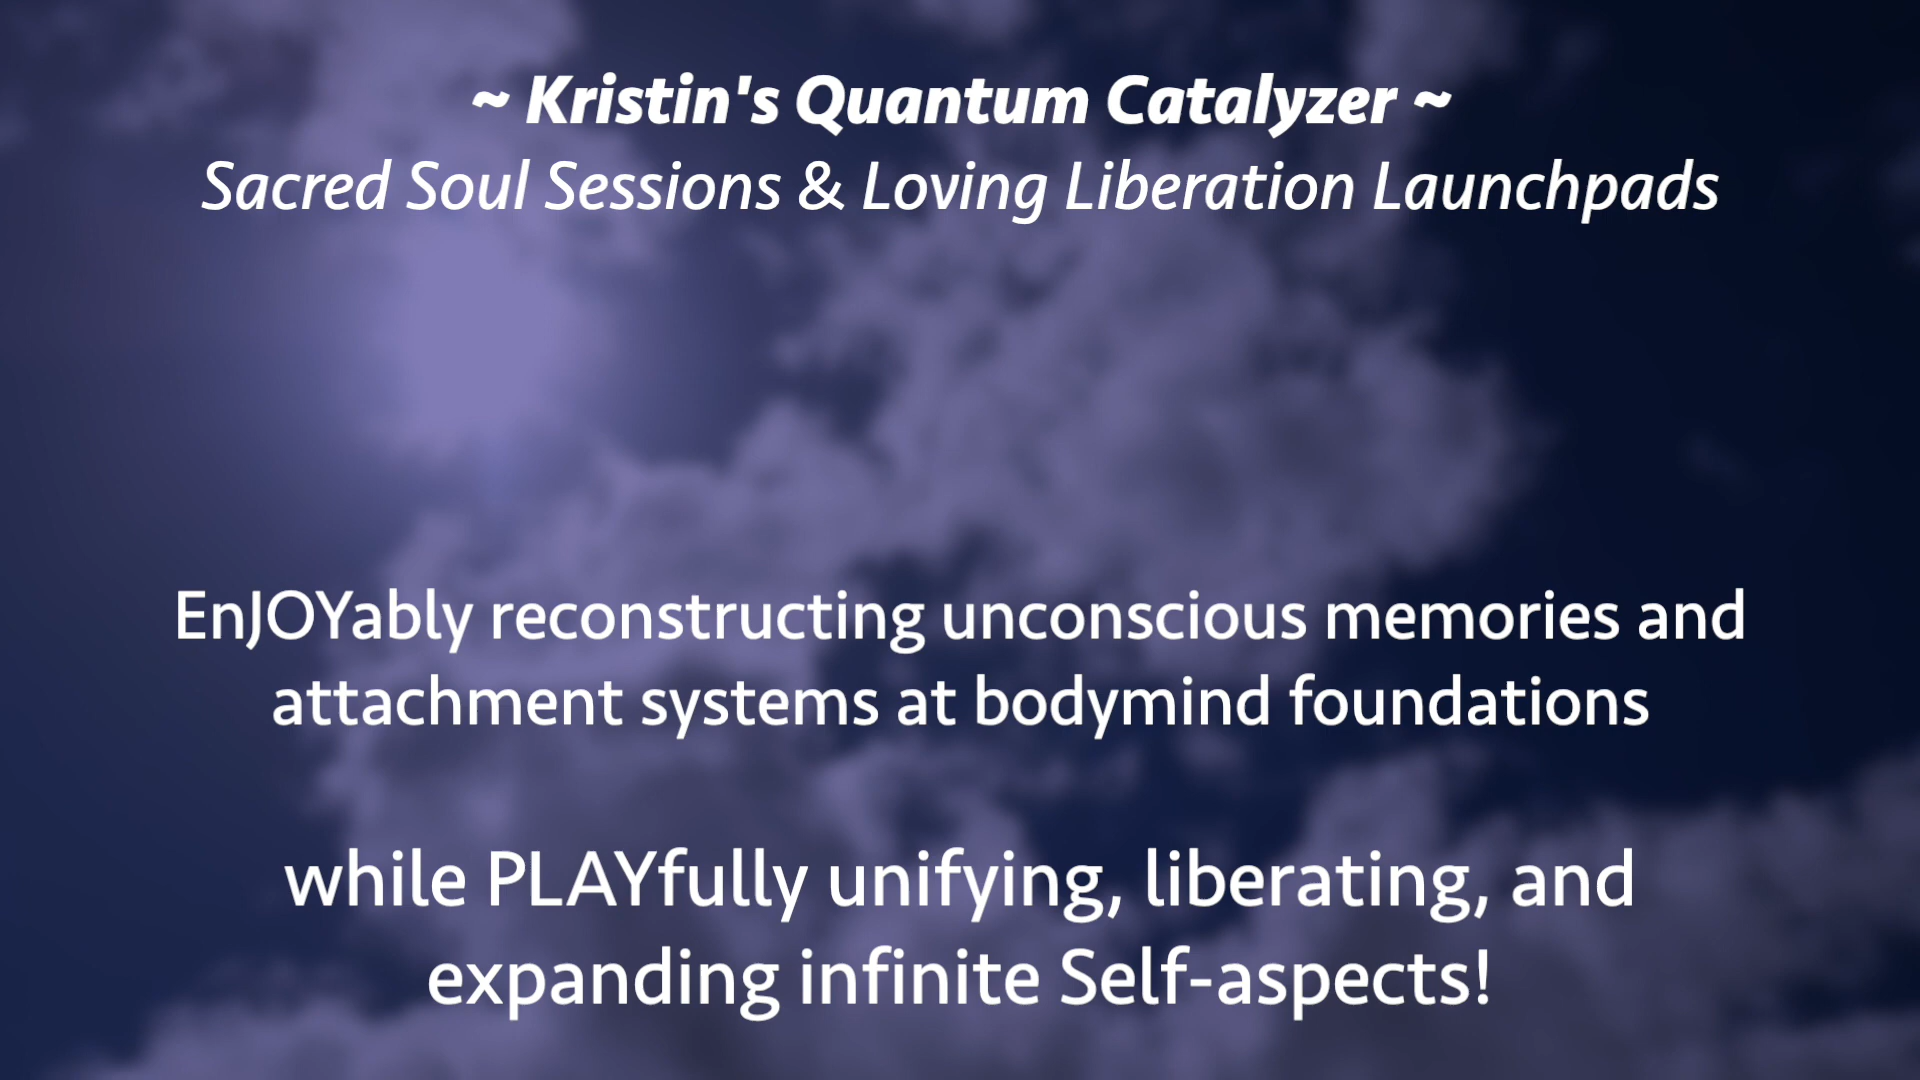 ~ Kristin's Quantum Catalyzer ~
Sacred Soul Sessions & Loving Liberation Launchpads
EnJOYably reconstructing unconscious memories and
attachment systems at bodymind foundations
while PLAYfully unifying, liberating, and
expanding infinite Self-aspects!